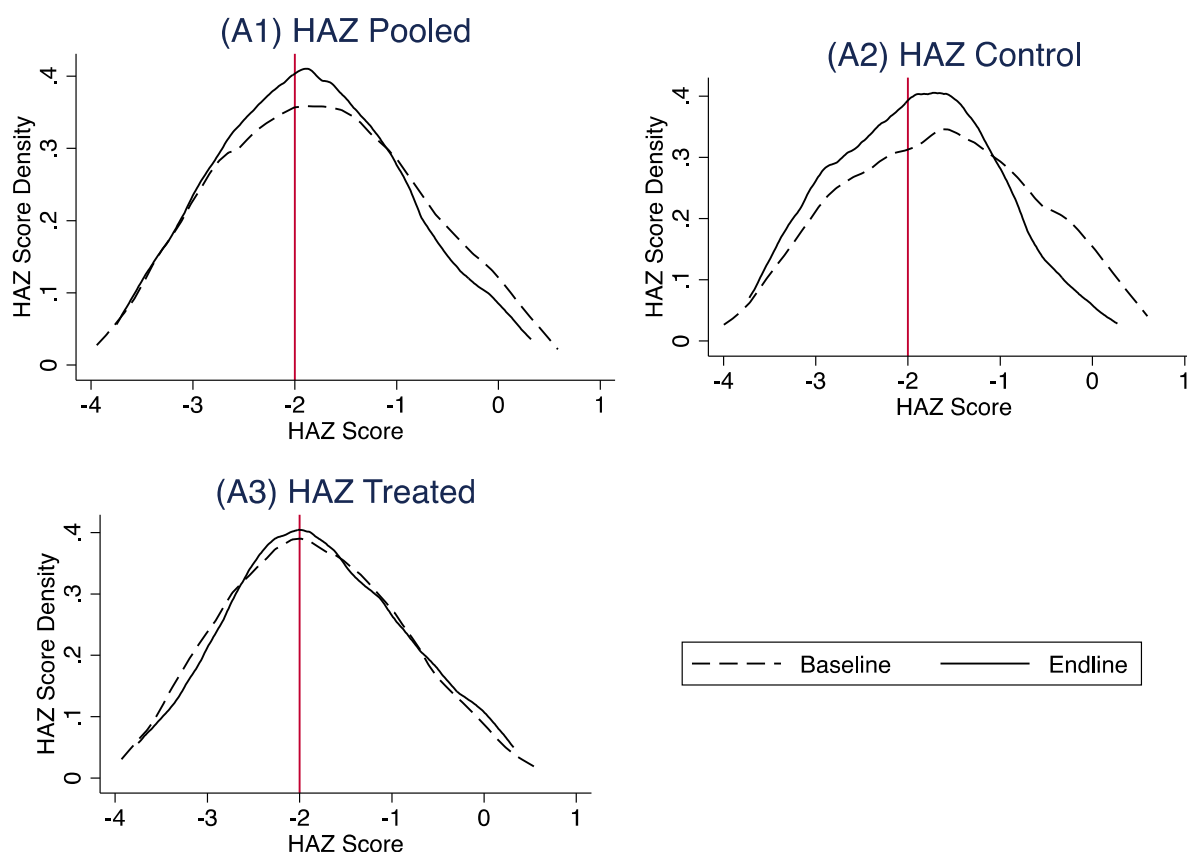 (A1) HAZ Pooled
HAZ Score Density
.4
.3
.2
.1
0
-4 -3 -2 -1 0 1
HAZ Score
(A2) HAZ Control
HAZ Score Density
.4
.3
.2
.1
0
-4 -3 -2 -1 0 1
HAZ Score
(A3) HAZ Treated
HAZ Score Density
.4
.3
.2
.1
0
-4 -3 -2 -1 0 1
HAZ Score
Baseline Endline